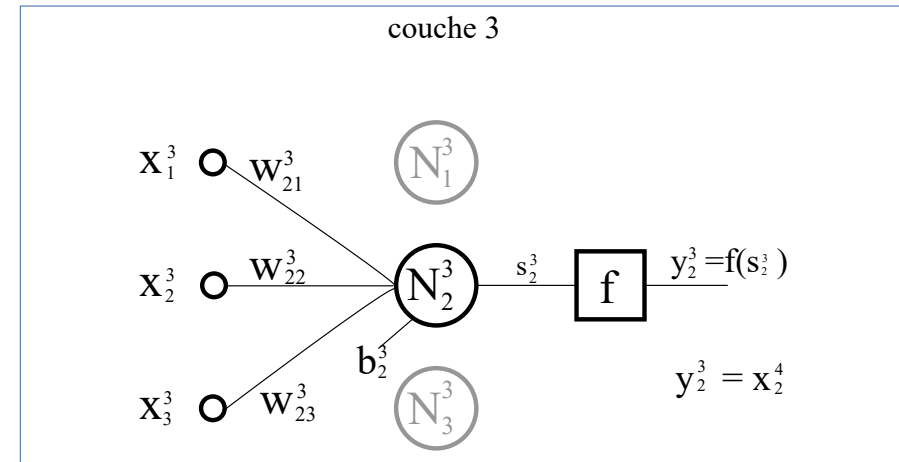 couche 3
x₁³ w₂₁³ N₁³
x₂³ w₂₂³ N₂³ s₂³ f y₂³ =f(s₂³ )
b₂³
x₃³ w₂₃³ N₃³ y₂³ = x₂⁴